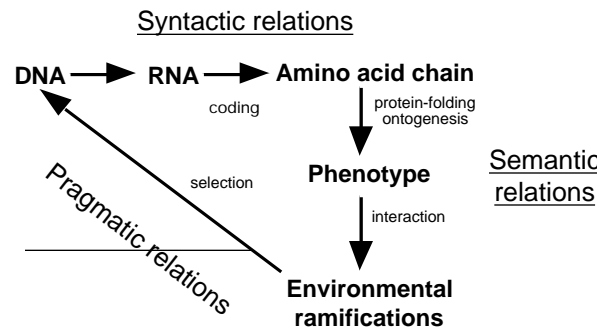 Syntactic relations
DNA RNA Amino acid chain
coding
protein-folding
ontogenesis
Phenotype
Semantic
relations
selection
interaction
Pragmatic relations
Environmental
ramifications